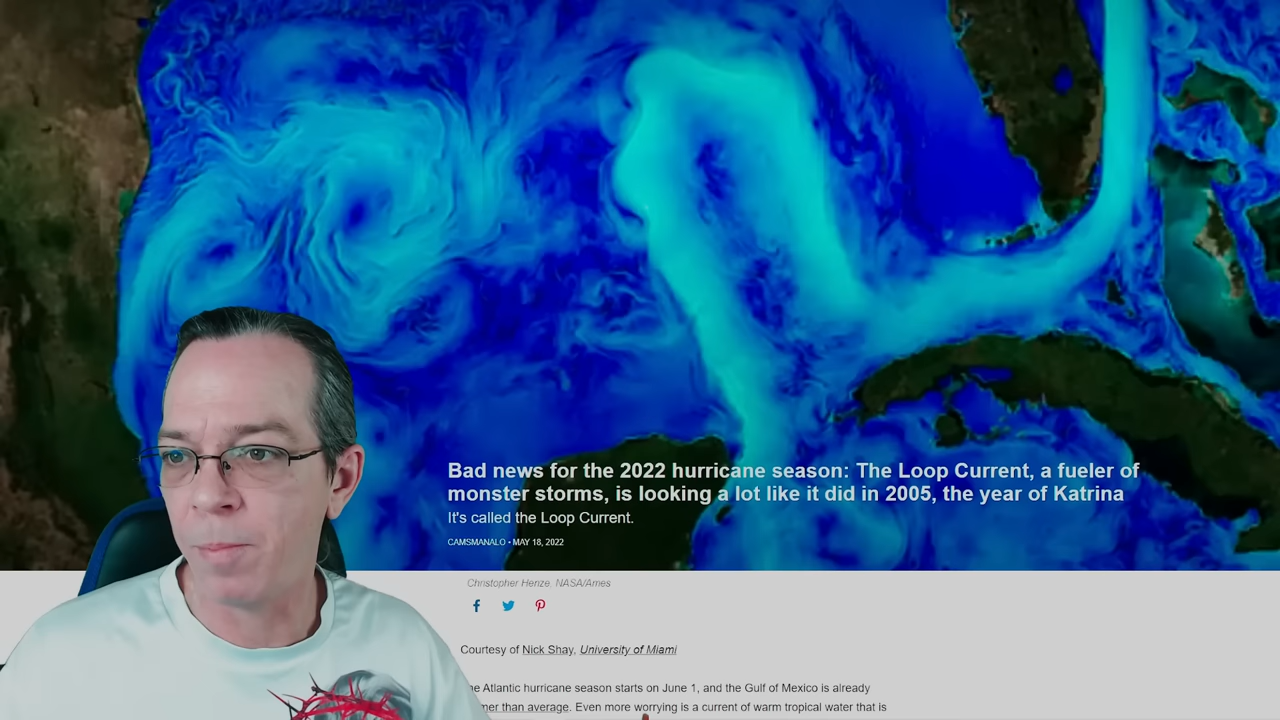 Bad news for the 2022 hurricane season: The Loop Current, a fueler of
monster storms, is looking a lot like it did in 2005, the year of Katrina
It's called the Loop Current.
CAMSMANALO • MAY 18, 2022
Christopher Henze, NASA/Ames
Courtesy of Nick Shay, University of Miami
Atlantic hurricane season starts on June 1, and the Gulf of Mexico is already
than average. Even more worrying is a current of warm tropical water that is